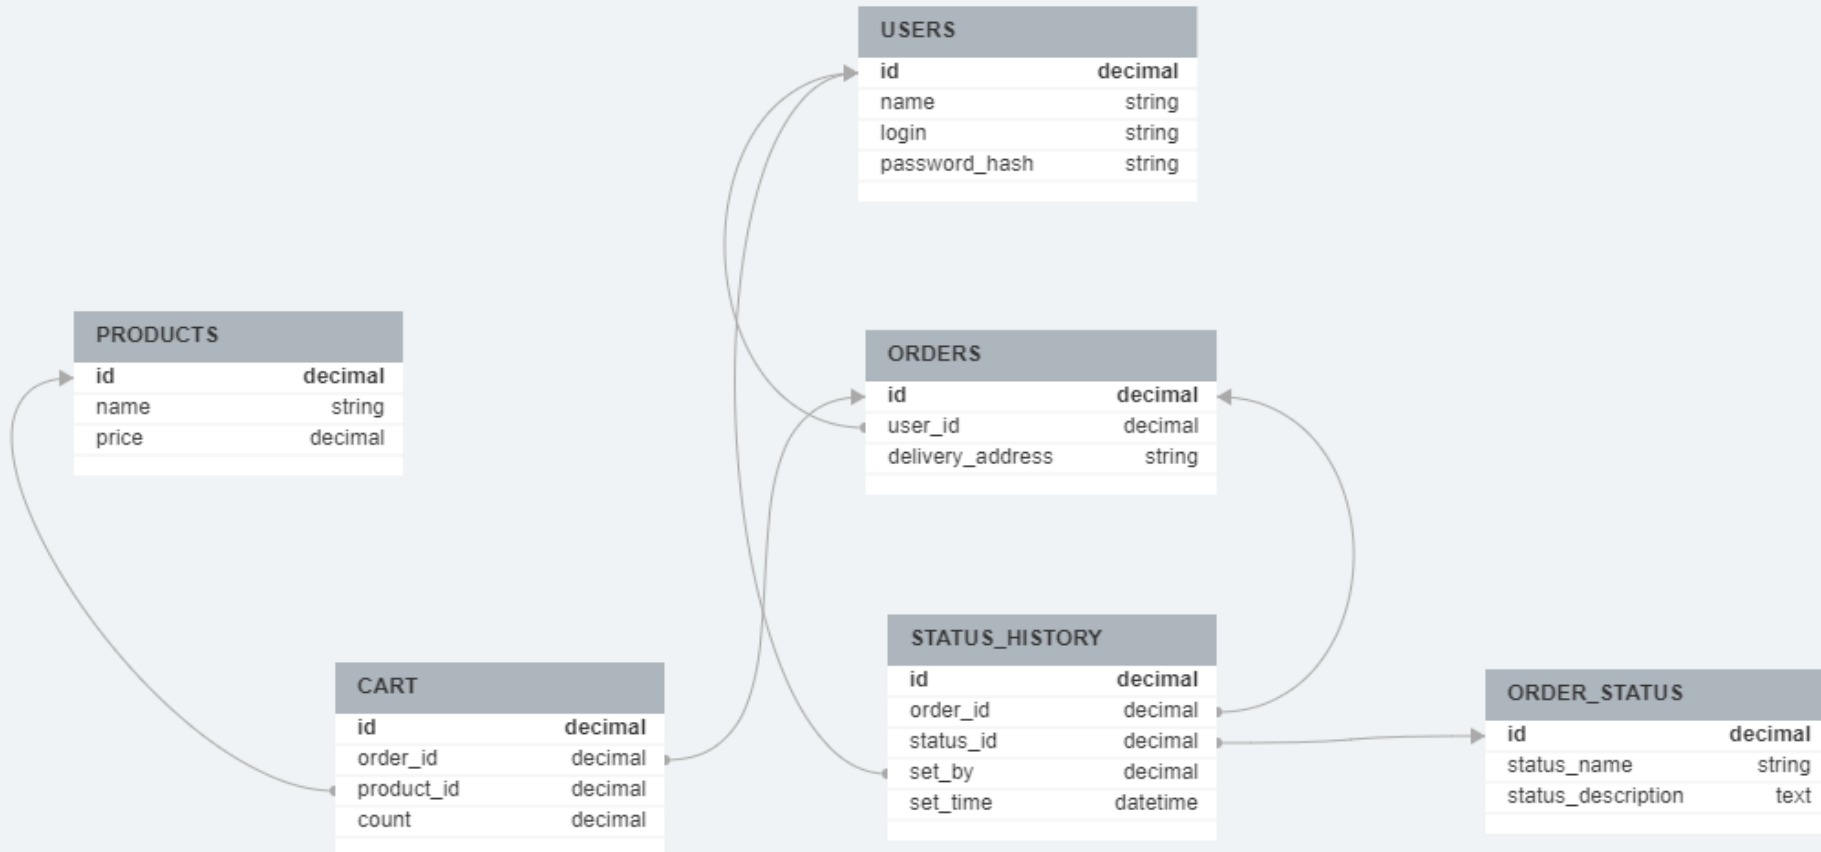 USERS
id decimal
name string
login string
password_hash string
PRODUCTS
id decimal
name string
price decimal
ORDERS
id decimal
user_id decimal
delivery_address string
CART
id decimal
order_id decimal
product_id decimal
count decimal
STATUS_HISTORY
id decimal
order_id decimal
status_id decimal
set_by decimal
set_time datetime
ORDER_STATUS
id decimal
status_name string
status_description text